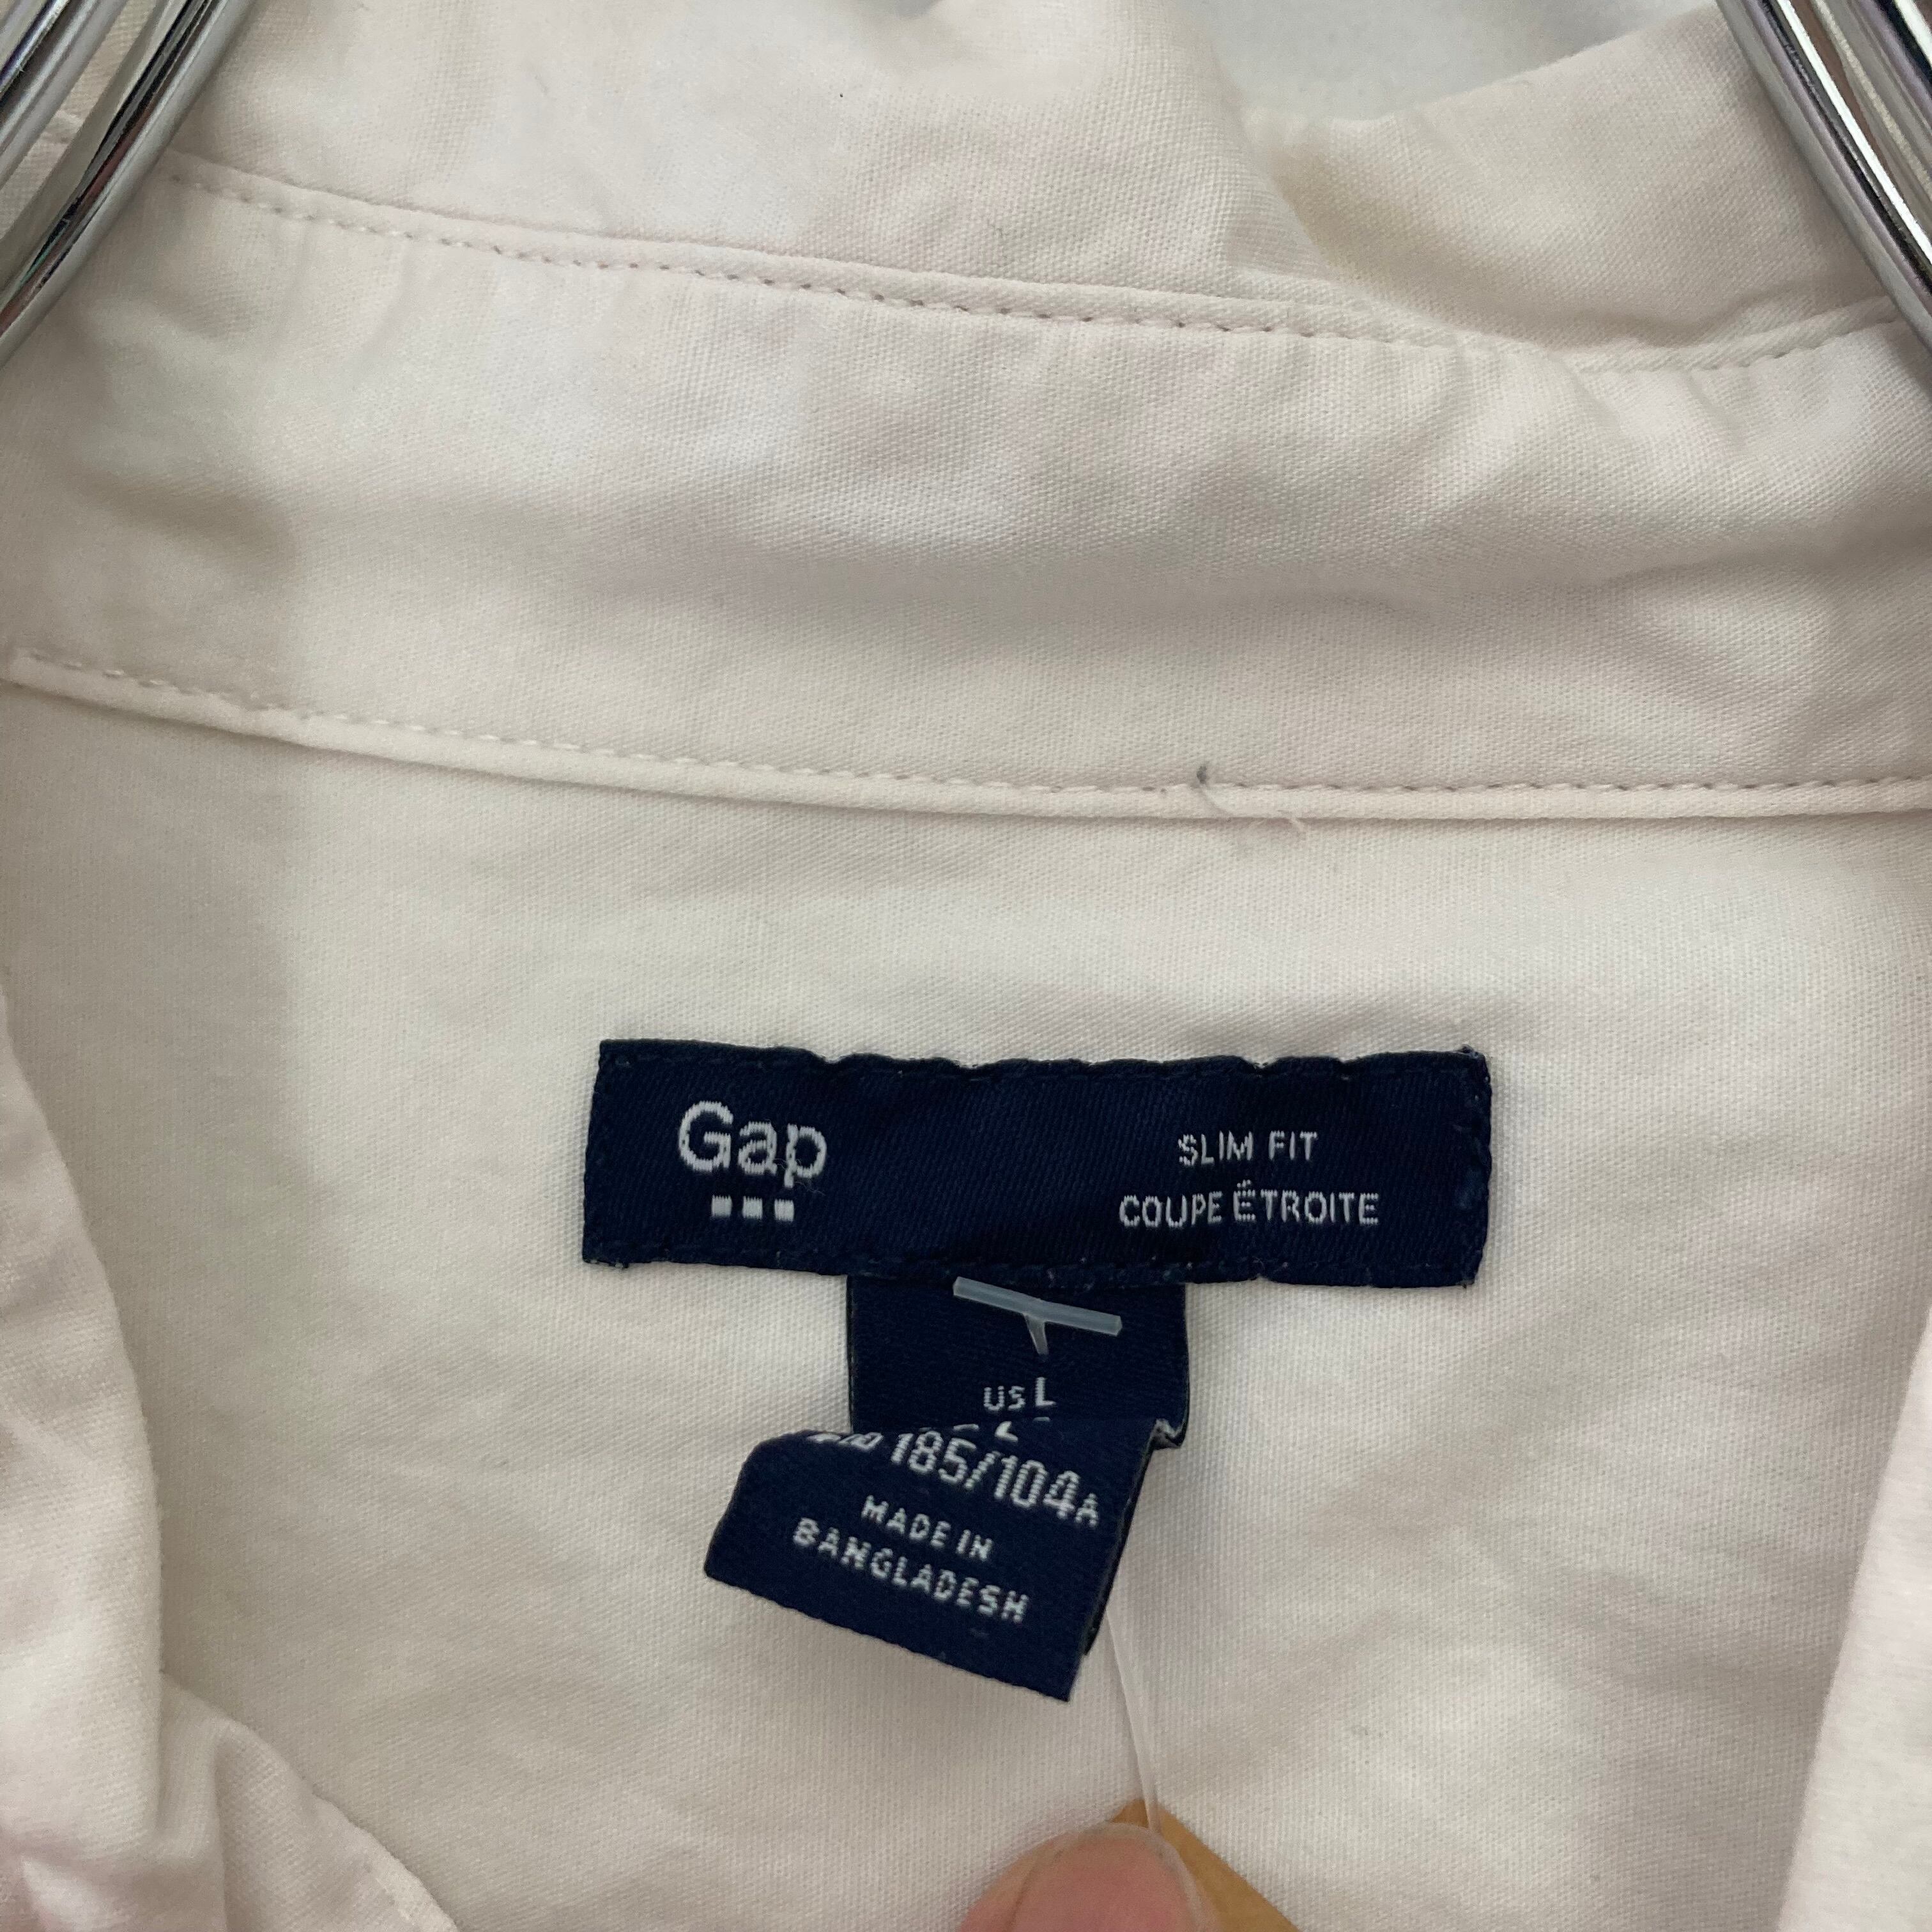 Gap
SLIM FIT
COUPE ÉTROITE
US L
185/104A
MADE IN
BANGLADESH